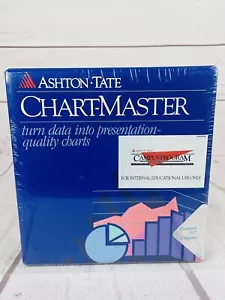 ASHTON·TATE
CHART-MASTER
turn data into presentation-
quality charts
CAMPUS PROGRAM
FOR INTERNAL EDUCATIONAL USE ONLY